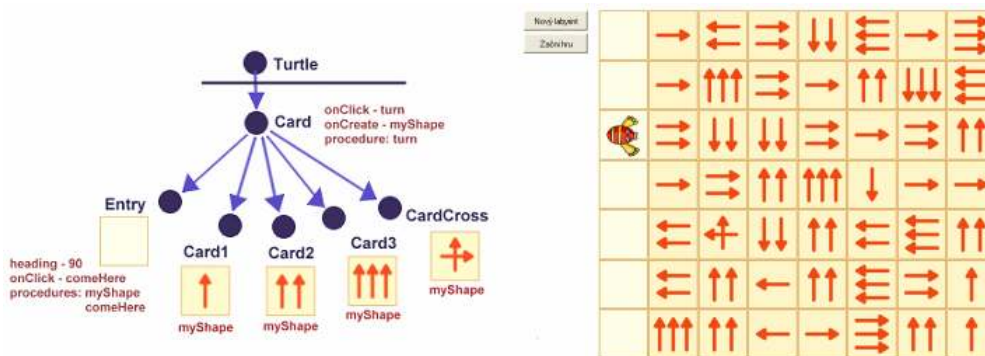 Turtle
Card
onClick - turn
onCreate - myShape
procedure: turn
Entry
heading - 90
onClick - comeHere
procedures: myShape
comeHere
Card1
myShape
Card2
myShape
Card3
myShape
CardCross
myShape
Nový labyrint
Začni hru